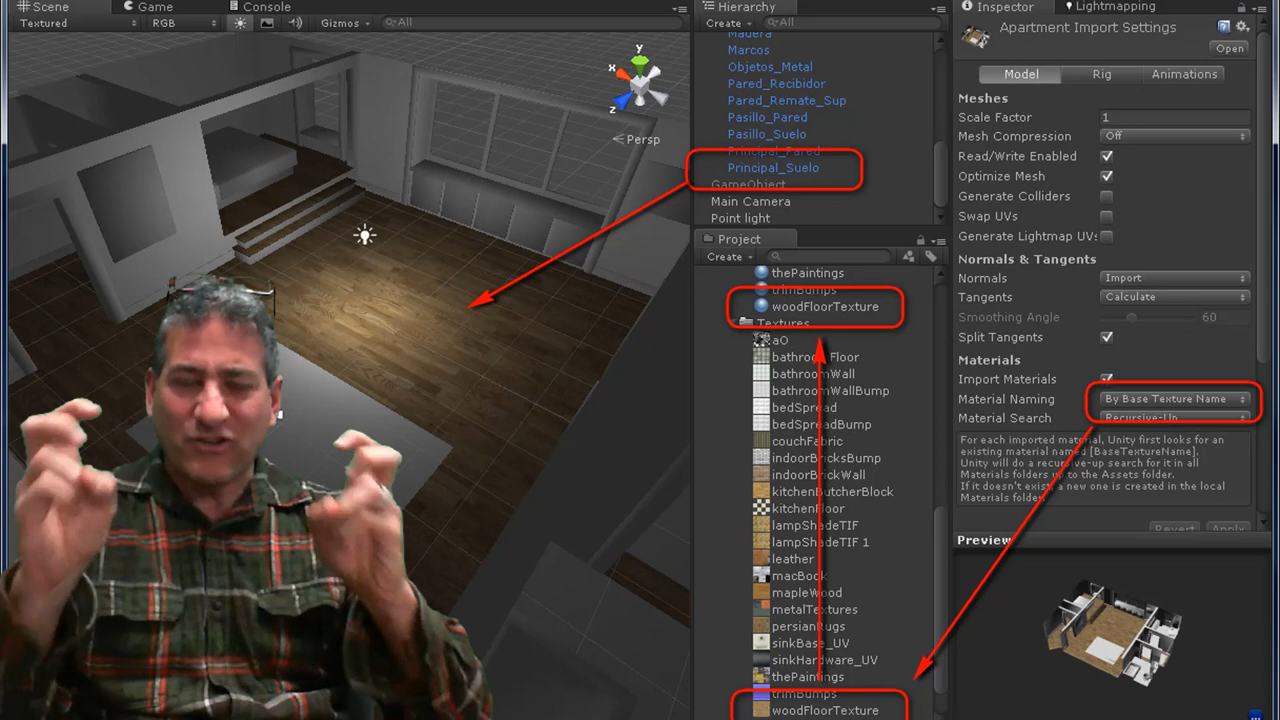 Scene Game Console
Textured RGB Gizmos All
y
x
z
Persp
Hierarchy
Create All
Madera
Marcos
Objetos_Metal
Pared_Recibidor
Pared_Remate_Sup
Pasillo_Pared
Pasillo_Suelo
Principal_Pared
Principal_Suelo
GameObject
Main Camera
Point light
Project
Create
thePaintings
trimBumps
woodFloorTexture
Textures
aO
bathroomFloor
bathroomWall
bathroomWallBump
bedSpread
bedSpreadBump
couchFabric
indoorBricksBump
indoorBrickWall
kitchenButcherBlock
kitchenFloor
lampShadeTIF
lampShadeTIF 1
leather
macBook
mapleWood
metalTextures
persianRugs
sinkBase_UV
sinkHardware_UV
thePaintings
trimBumps
woodFloorTexture
Inspector Lightmapping
Apartment Import Settings
Open
Model Rig Animations
Meshes
Scale Factor 1
Mesh Compression Off
Read/Write Enabled
Optimize Mesh
Generate Colliders
Swap UVs
Generate Lightmap UVs
Normals & Tangents
Normals Import
Tangents Calculate
Smoothing Angle 60
Split Tangents
Materials
Import Materials
Material Naming By Base Texture Name
Material Search Recursive-Up
For each imported material, Unity first looks for an
existing material named [BaseTextureName].
Unity will do a recursive-up search for it in all
Materials folders up to the Assets folder.
If it doesn't exist, a new one is created in the local
Materials folder.
Revert Apply
Preview